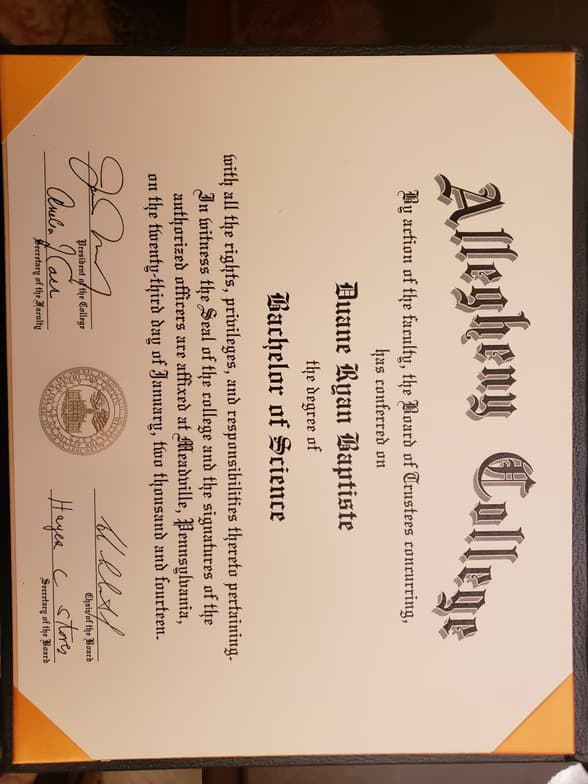 Allegheny College
By action of the faculty, the Board of Trustees concurring,
has conferred on
Duane Ryan Baptiste
the degree of
Bachelor of Science
with all the rights, privileges, and responsibilities thereto pertaining.
In witness the Seal of the college and the signatures of the
authorized officers are affixed at Meadville, Pennsylvania,
on the twenty-third day of January, two thousand and fourteen.
President of the College
Secretary of the Faculty
Chair of the Board
Secretary of the Board